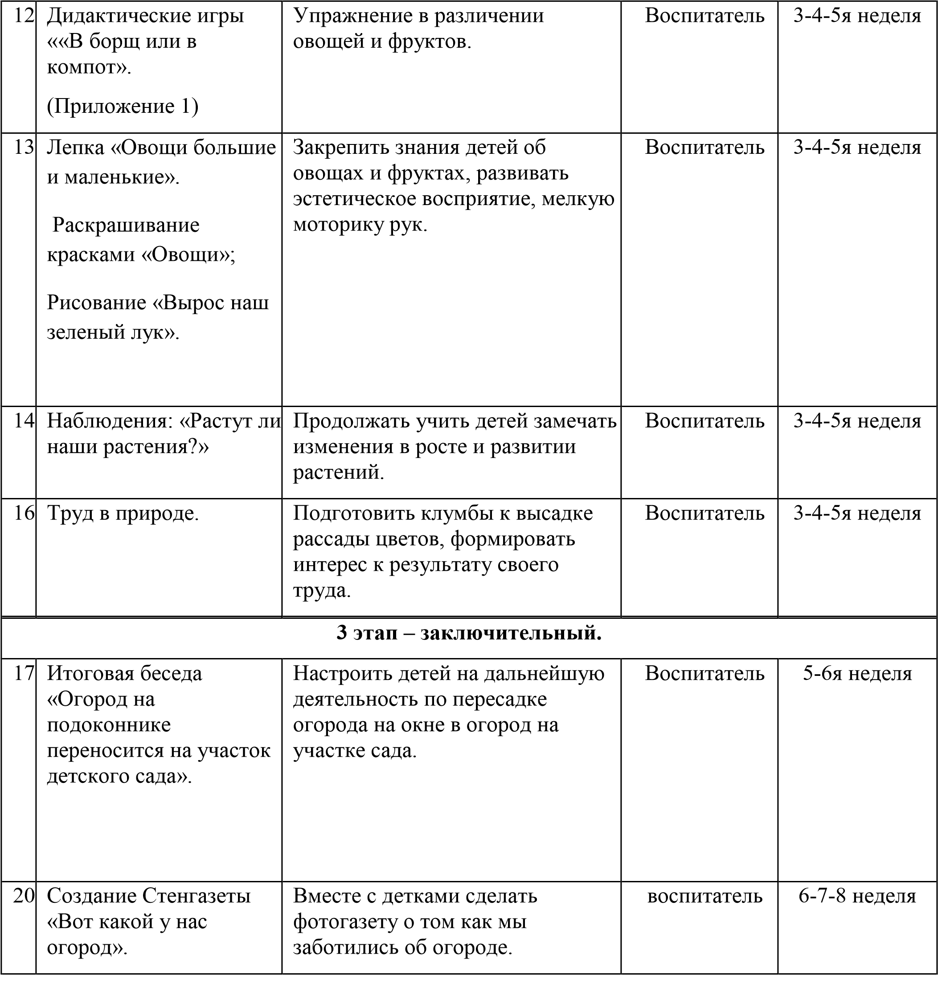 12
Дидактические игры
««В борщ или в
компот».
(Приложение 1)
Упражнение в различении
овощей и фруктов.
Воспитатель
3-4-5я неделя
13
Лепка «Овощи большие
и маленькие».
Раскрашивание
красками «Овощи»;
Рисование «Вырос наш
зеленый лук».
Закрепить знания детей об
овощах и фруктах, развивать
эстетическое восприятие, мелкую
моторику рук.
Воспитатель
3-4-5я неделя
14
Наблюдения: «Растут ли
наши растения?»
Продолжать учить детей замечать
изменения в росте и развитии
растений.
Воспитатель
3-4-5я неделя
16
Труд в природе.
Подготовить клумбы к высадке
рассады цветов, формировать
интерес к результату своего
труда.
Воспитатель
3-4-5я неделя
3 этап – заключительный.
17
Итоговая беседа
«Огород на
подоконнике
переносится на участок
детского сада».
Настроить детей на дальнейшую
деятельность по пересадке
огорода на окне в огород на
участке сада.
Воспитатель
5-6я неделя
20
Создание Стенгазеты
«Вот какой у нас
огород».
Вместе с детками сделать
фотогазету о том как мы
заботились об огороде.
воспитатель
6-7-8 неделя